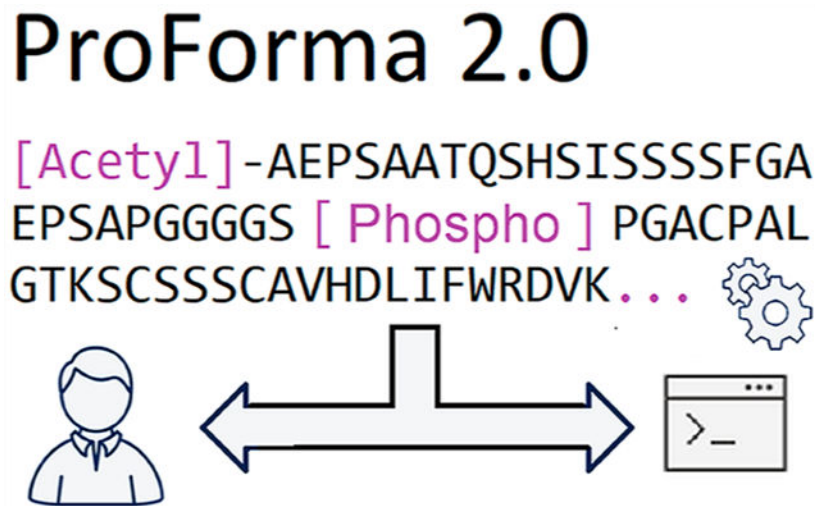 ProForma 2.0
[Acetyl]-AEPSAATQSHSISSSSFGA
EPSAPGGGGS [ Phospho ] PGACPAL
GTKSCSSSCAVHDLIFWRDVK...
>_